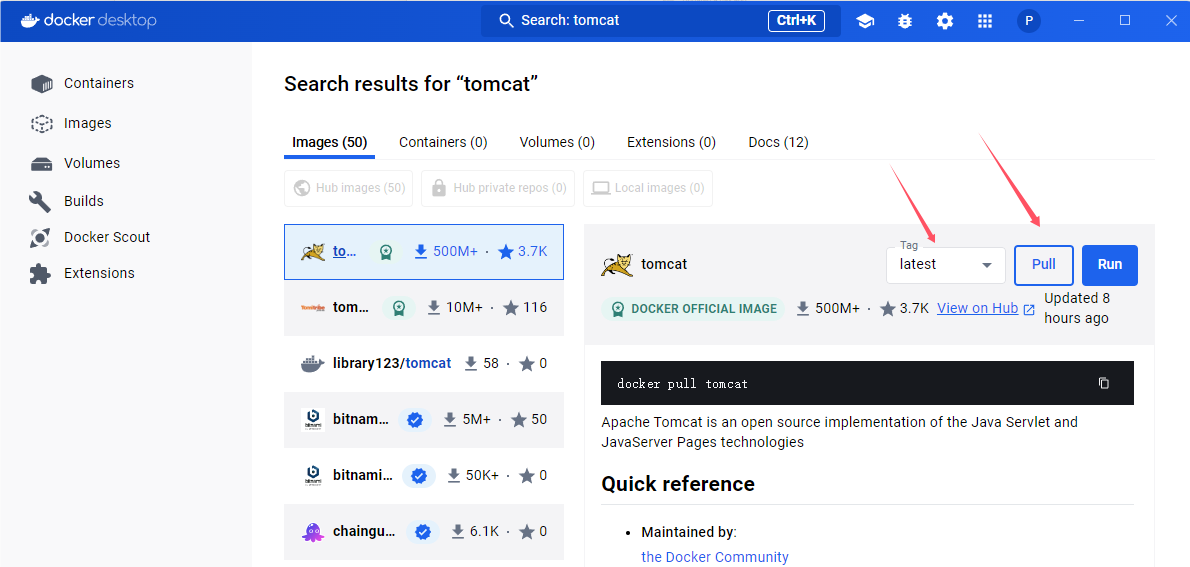 docker desktop
Search: tomcat
Ctrl+K
P
Containers
Images
Volumes
Builds
Docker Scout
Extensions
Search results for “tomcat”
Images (50)
Containers (0)
Volumes (0)
Extensions (0)
Docs (12)
Hub images (50)
Hub private repos (0)
Local images (0)
to... 500M+ · 3.7K
tom... 10M+ · 116
library123/tomcat 58 · 0
bitnam... 5M+ · 50
bitnami... 50K+ · 0
chaingu... 6.1K · 0
tomcat
Tag
latest
Pull
Run
DOCKER OFFICIAL IMAGE
500M+ · 3.7K
View on Hub
Updated 8
hours ago
docker pull tomcat
Apache Tomcat is an open source implementation of the Java Servlet and
JavaServer Pages technologies
Quick reference
• Maintained by:
the Docker Community